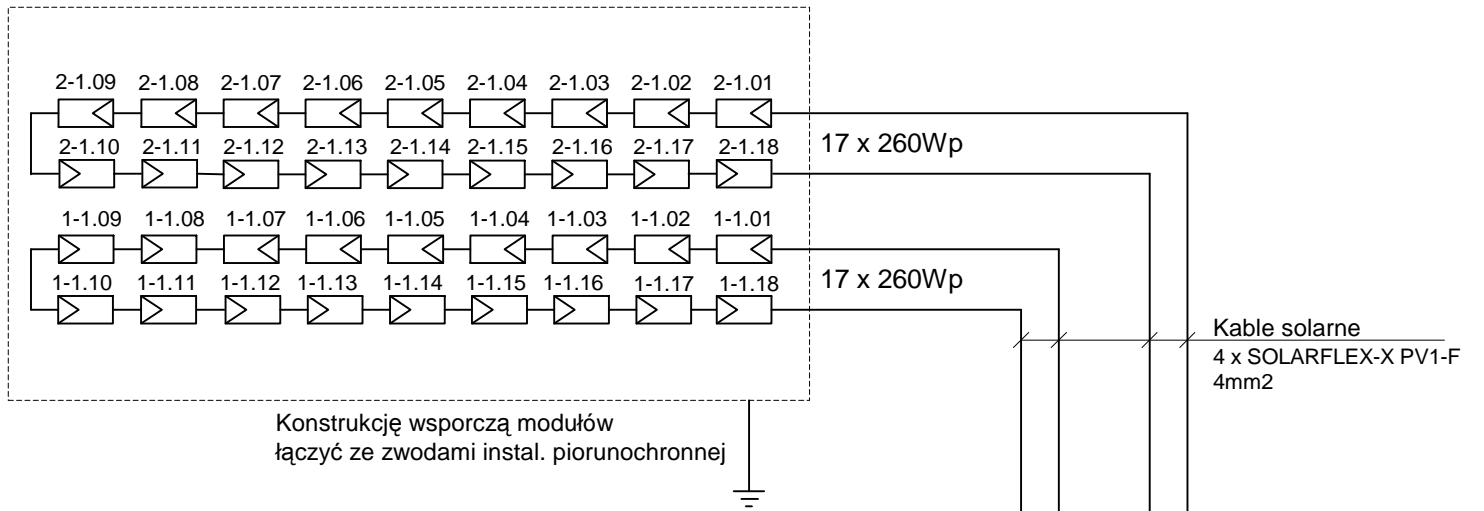 2-1.09 2-1.08 2-1.07 2-1.06 2-1.05 2-1.04 2-1.03 2-1.02 2-1.01
17 x 260Wp
2-1.10 2-1.11 2-1.12 2-1.13 2-1.14 2-1.15 2-1.16 2-1.17 2-1.18
1-1.09 1-1.08 1-1.07 1-1.06 1-1.05 1-1.04 1-1.03 1-1.02 1-1.01
17 x 260Wp
1-1.10 1-1.11 1-1.12 1-1.13 1-1.14 1-1.15 1-1.16 1-1.17 1-1.18
Kable solarne
4 x SOLARFLEX-X PV1-F
4mm2
Konstrukcję wsporczą modułów
łączyć ze zwodami instal. piorunochronnej